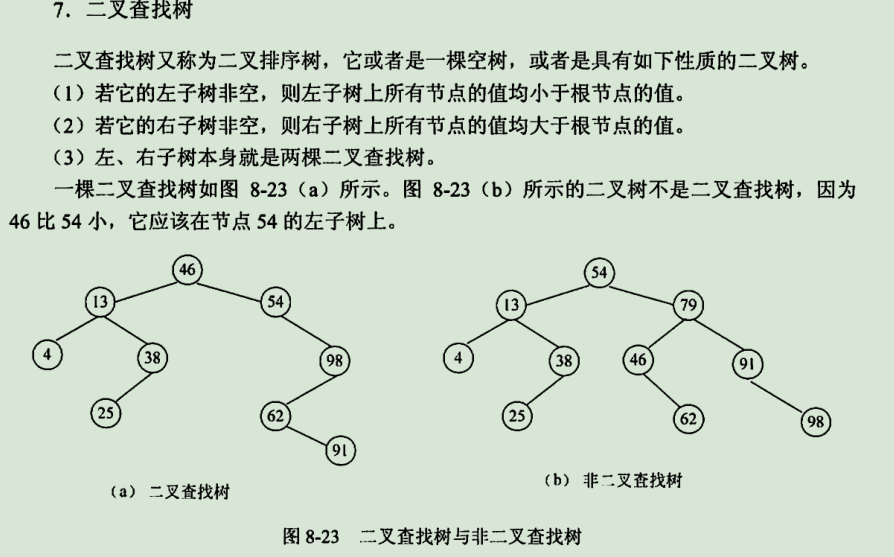 7．二叉查找树
二叉查找树又称为二叉排序树，它或者是一棵空树，或者是具有如下性质的二叉树。
（1）若它的左子树非空，则左子树上所有节点的值均小于根节点的值。
（2）若它的右子树非空，则右子树上所有节点的值均大于根节点的值。
（3）左、右子树本身就是两棵二叉查找树。
一棵二叉查找树如图 8-23（a）所示。图 8-23（b）所示的二叉树不是二叉查找树，因为
46 比 54 小，它应该在节点 54 的左子树上。
46
13 54
4 38 98
25 62
91
（a） 二叉查找树
54
13 79
4 38 46 91
25 62 98
（b） 非二叉查找树
图 8-23 二叉查找树与非二叉查找树